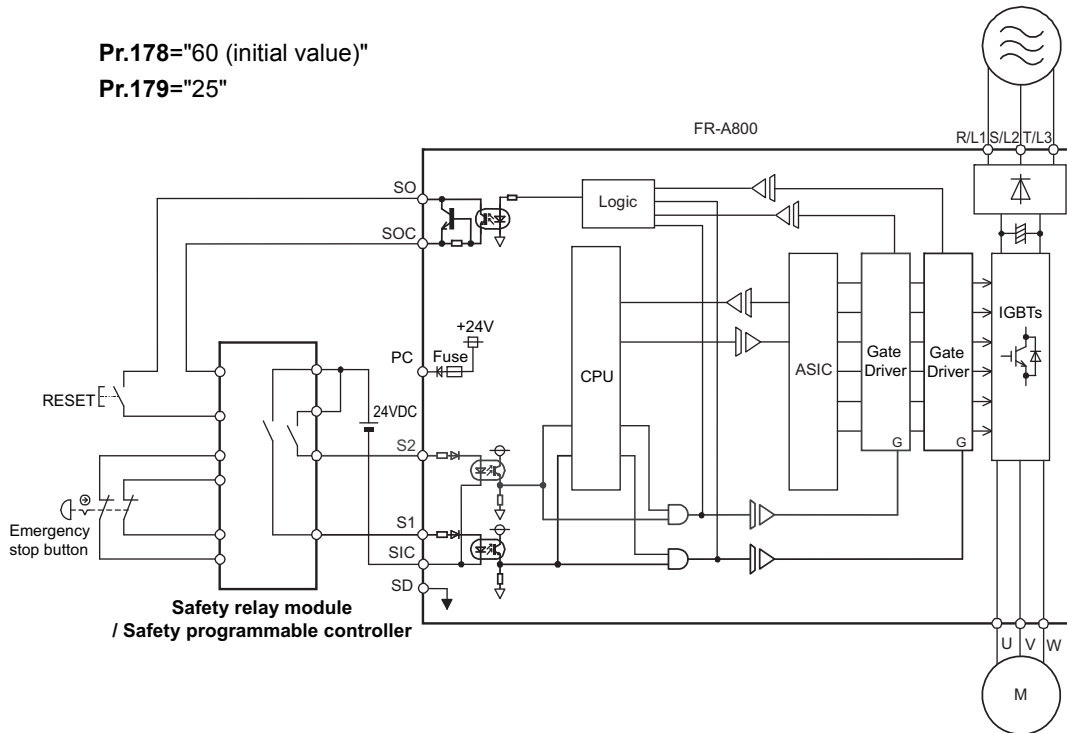 Pr.178="60 (initial value)"
Pr.179="25"
FR-A800
R/L1 S/L2 T/L3
SO
Logic
SOC
+24V
PC
Fuse
IGBTs
CPU
ASIC
Gate
Driver
Gate
Driver
RESET
24VDC
S2
G
G
Emergency
stop button
S1
SIC
SD
Safety relay module
/ Safety programmable controller
U V W
M